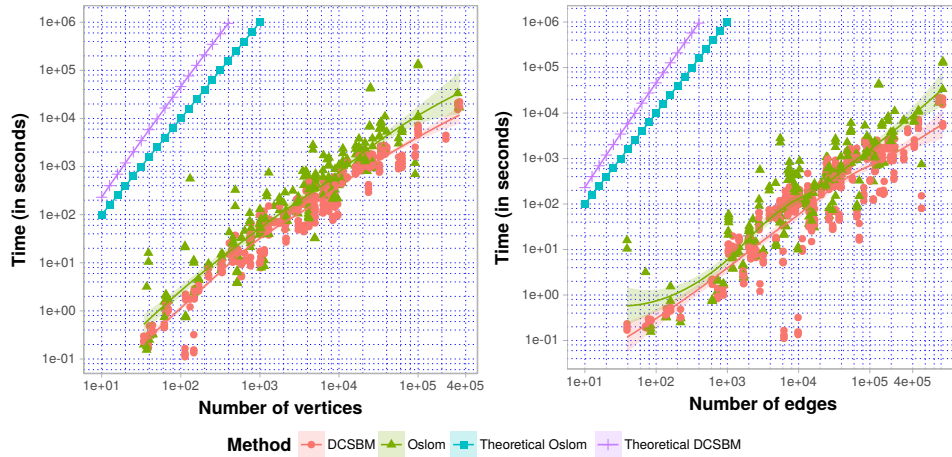 1e+06
1e+05
1e+04
1e+03
1e+02
1e+01
1e+00
1e-01
Time (in seconds)
1e+01 1e+02 1e+03 1e+04 1e+05 4e+05
Number of vertices
1e+06
1e+05
1e+04
1e+03
1e+02
1e+01
1e+00
1e-01
Time (in seconds)
1e+01 1e+02 1e+03 1e+04 1e+05 4e+05
Number of edges
Method DCSBM Oslom Theoretical Oslom Theoretical DCSBM